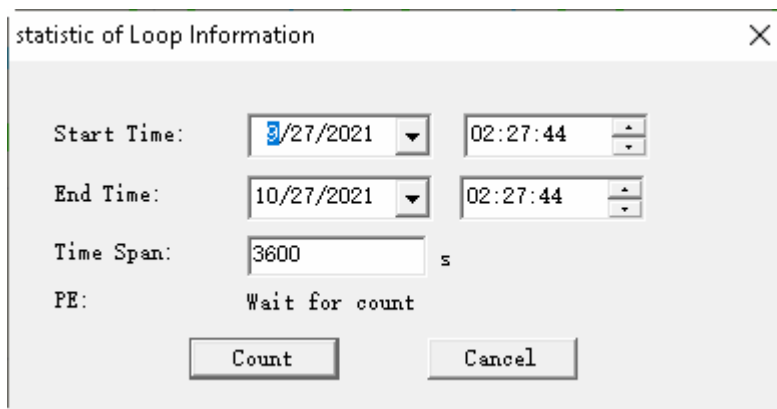 statistic of Loop Information
Start Time: 9/27/2021 02:27:44
End Time: 10/27/2021 02:27:44
Time Span: 3600 s
PE: Wait for count
Count Cancel